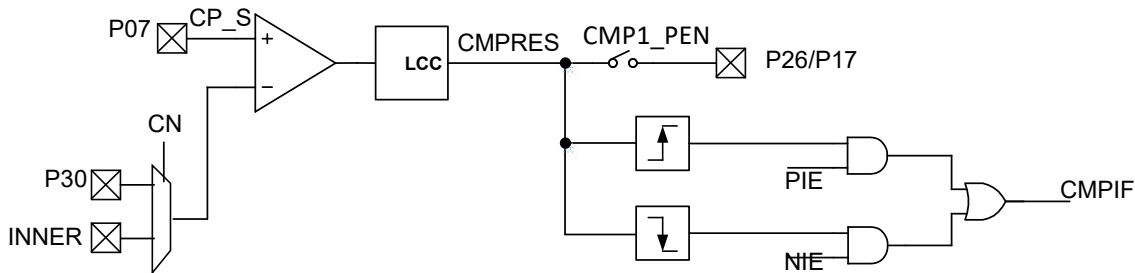 P07
CP_S
+
−
LCC
CMPRES
CMP1_PEN
P26/P17
CN
P30
INNER
PIE
NIE
CMPIF